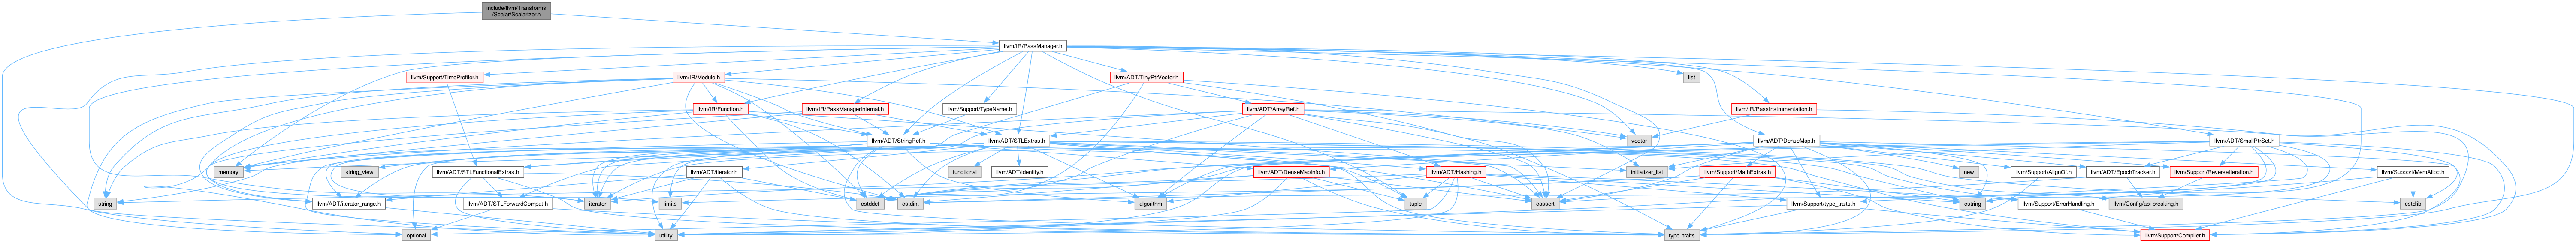 include/llvm/Transforms
/Scalar/Scalarizer.h
llvm/IR/PassManager.h
llvm/Support/TimeProfiler.h
llvm/IR/Module.h
llvm/ADT/TinyPtrVector.h
list
llvm/IR/Function.h
llvm/IR/PassManagerInternal.h
llvm/Support/TypeName.h
llvm/ADT/ArrayRef.h
llvm/IR/PassInstrumentation.h
llvm/ADT/StringRef.h
llvm/ADT/STLExtras.h
vector
llvm/ADT/DenseMap.h
llvm/ADT/SmallPtrSet.h
memory
string_view
llvm/ADT/STLFunctionalExtras.h
llvm/ADT/iterator.h
functional
llvm/ADT/identity.h
llvm/ADT/DenseMapInfo.h
llvm/ADT/Hashing.h
initializer_list
llvm/Support/MathExtras.h
new
llvm/Support/AlignOf.h
llvm/ADT/EpochTracker.h
llvm/Support/ReverseIteration.h
llvm/Support/MemAlloc.h
string
llvm/ADT/iterator_range.h
llvm/ADT/STLForwardCompat.h
iterator
limits
cstddef
cstdint
algorithm
tuple
cassert
llvm/Support/type_traits.h
cstring
llvm/Support/ErrorHandling.h
llvm/Config/abi-breaking.h
cstdlib
optional
utility
type_traits
llvm/Support/Compiler.h